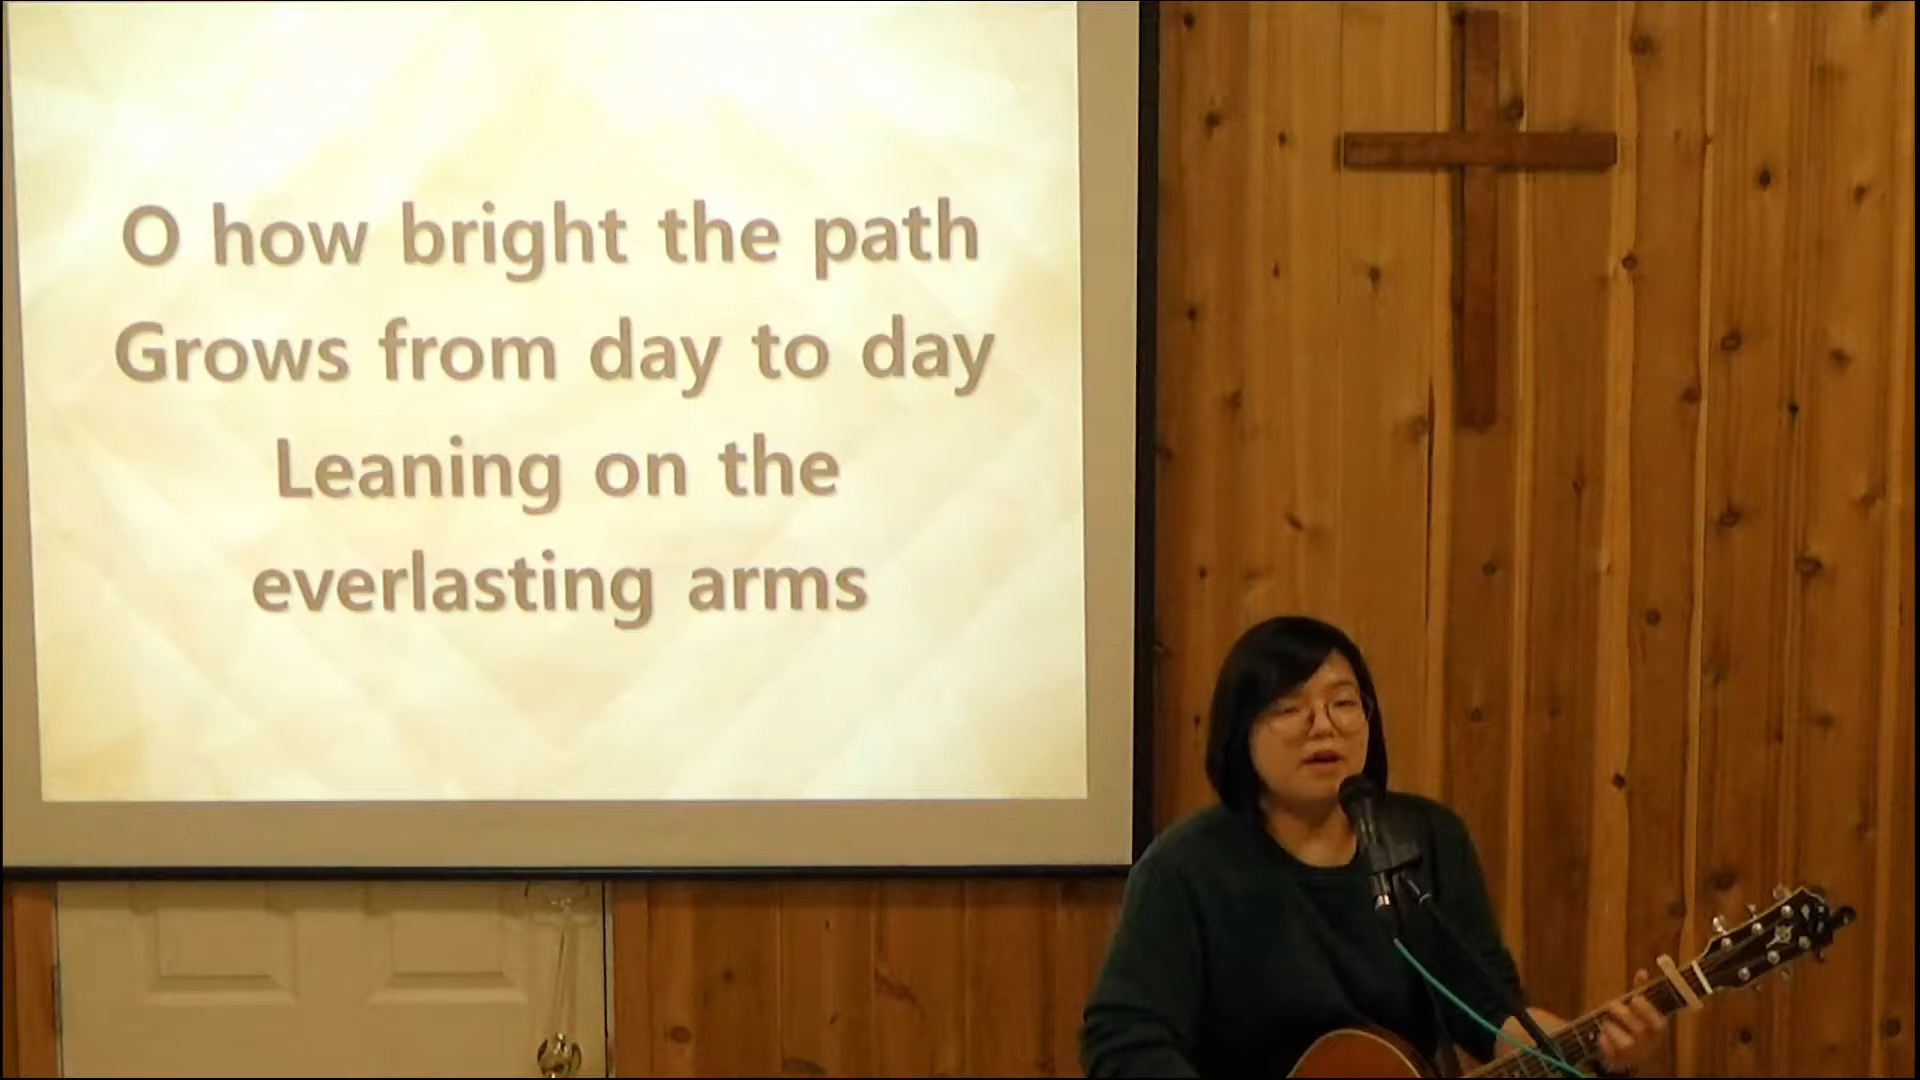 O how bright the path
Grows from day to day
Leaning on the
everlasting arms